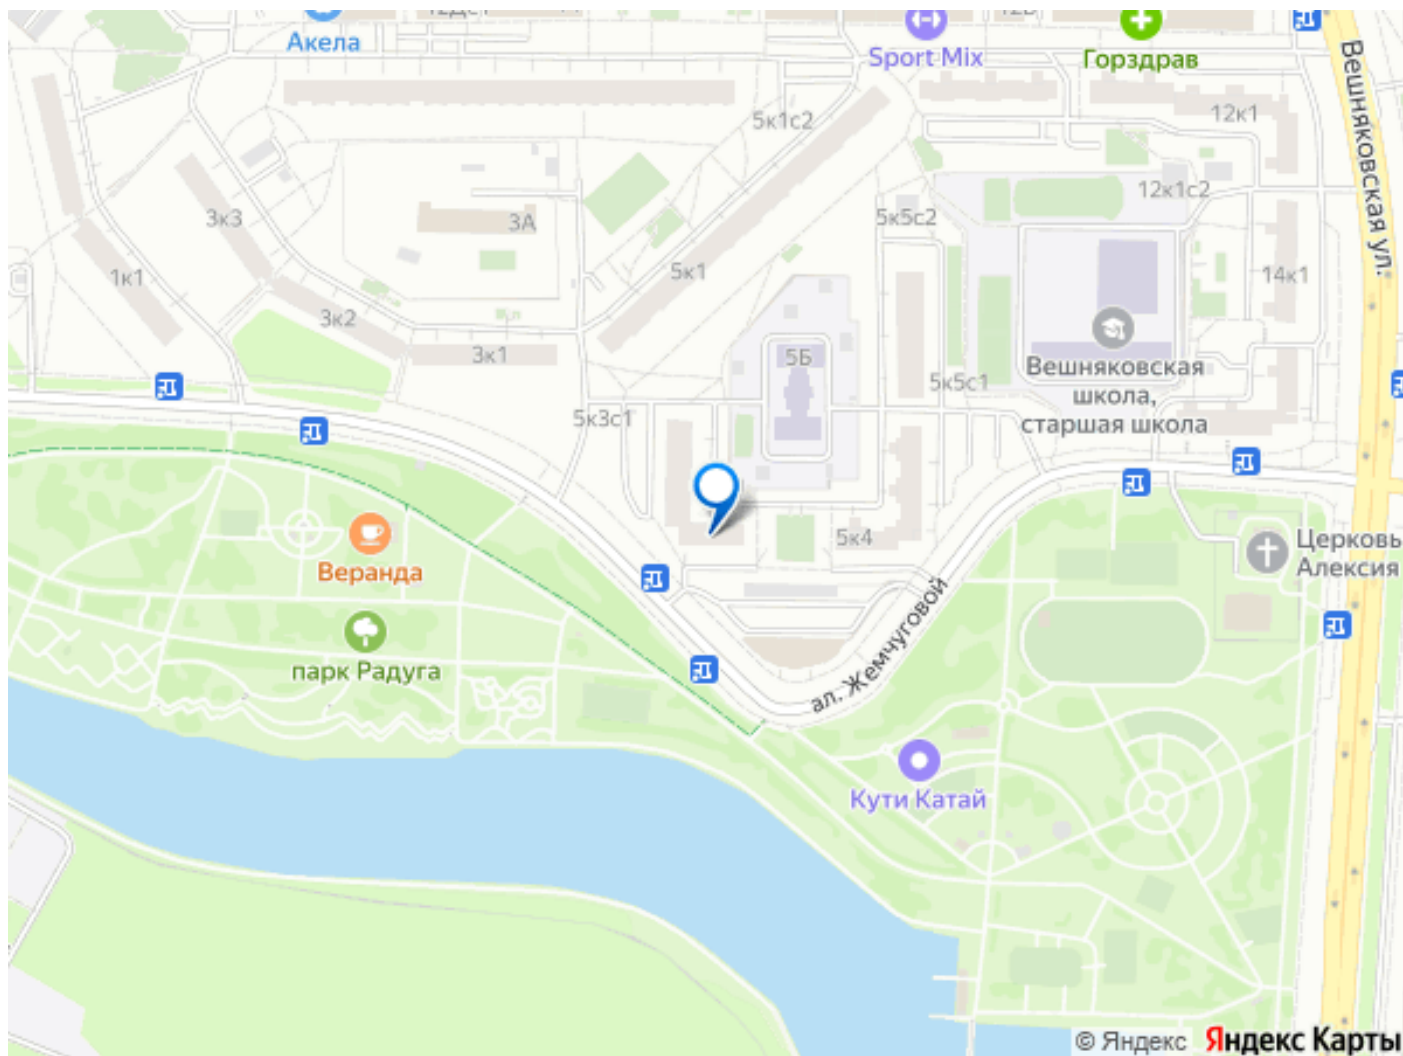 Акела
Sport Mix
Горздрав
Вешняковская ул.
5к1с2
12к1
12к1с2
3к3
3А
5к5с2
1к1
5к1
14к1
3к2
3к1
5Б
Вешняковская
школа,
старшая школа
5к5с1
5к3с1
5к4
Церковь
Алексия
Веранда
ал. Жемчуговой
парк Радуга
Кути Катай
© Яндекс
Яндекс Карты